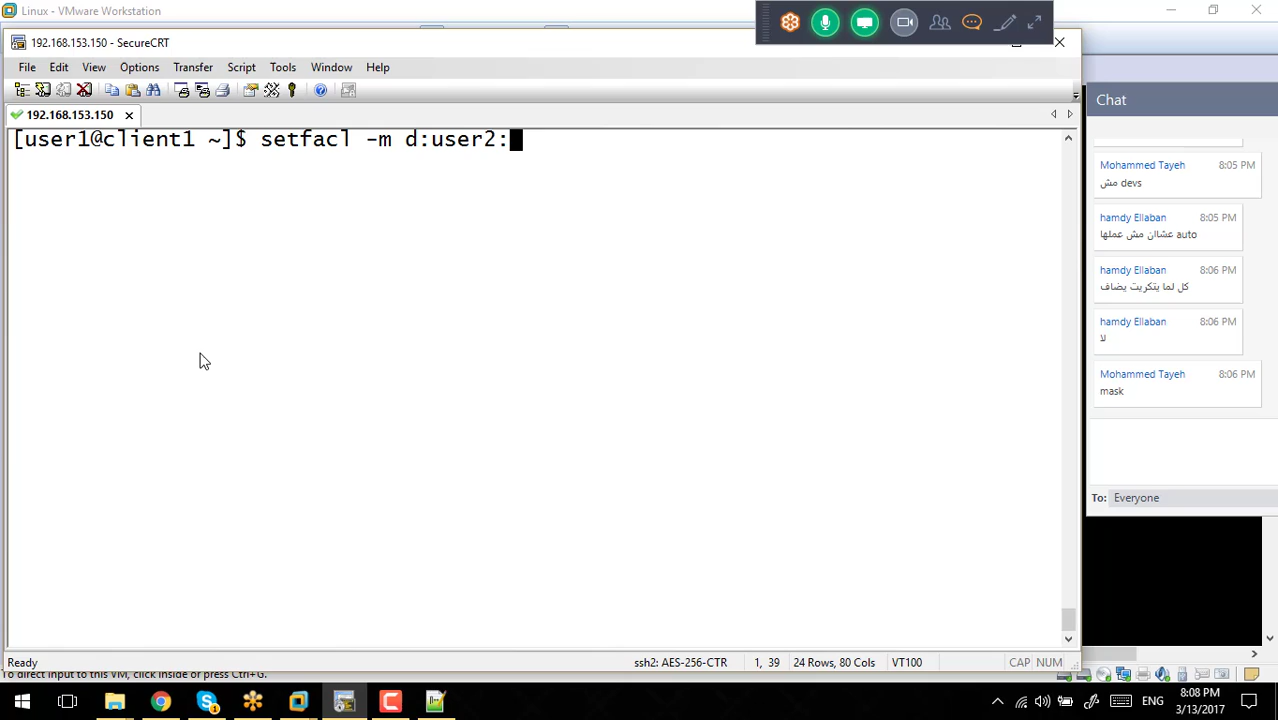 Linux - VMware Workstation
192.168.153.150 - SecureCRT
File Edit View Options Transfer Script Tools Window Help
192.168.153.150
[user1@client1 ~]$ setfacl -m d:user2:
Chat
Mohammed Tayeh 8:05 PM
مش devs
hamdy Ellaban 8:05 PM
عشاان مش عملها auto
hamdy Ellaban 8:06 PM
كل لما يتكريت يضاف
hamdy Ellaban 8:06 PM
لا
Mohammed Tayeh 8:06 PM
mask
To: Everyone
Ready ssh2: AES-256-CTR 1, 39 24 Rows, 80 Cols VT100 CAP NUM
To direct input to this VM, click inside or press Ctrl+G.
ENG 8:08 PM
3/13/2017